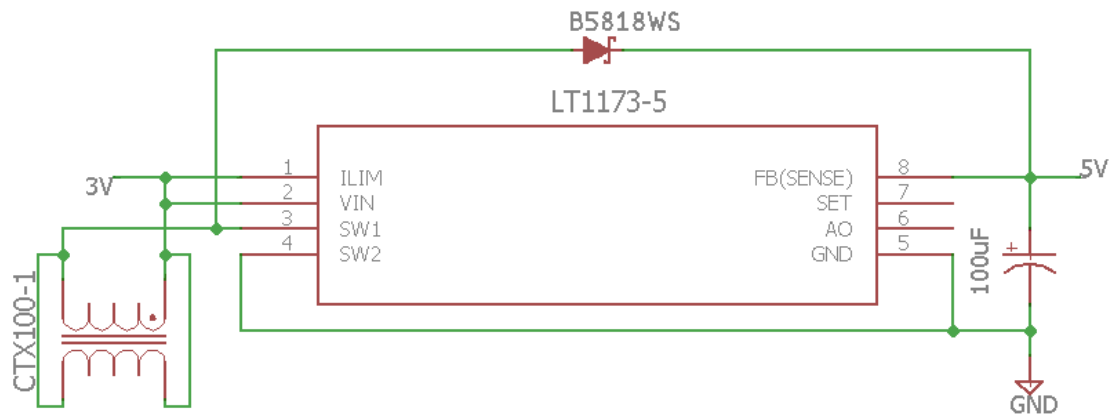 B5818WS
LT1173-5
3V
1 ILIM
2 VIN
3 SW1
4 SW2
FB(SENSE) 8
SET 7
AO 6
GND 5
5V
+
100uF
CTX100-1
GND